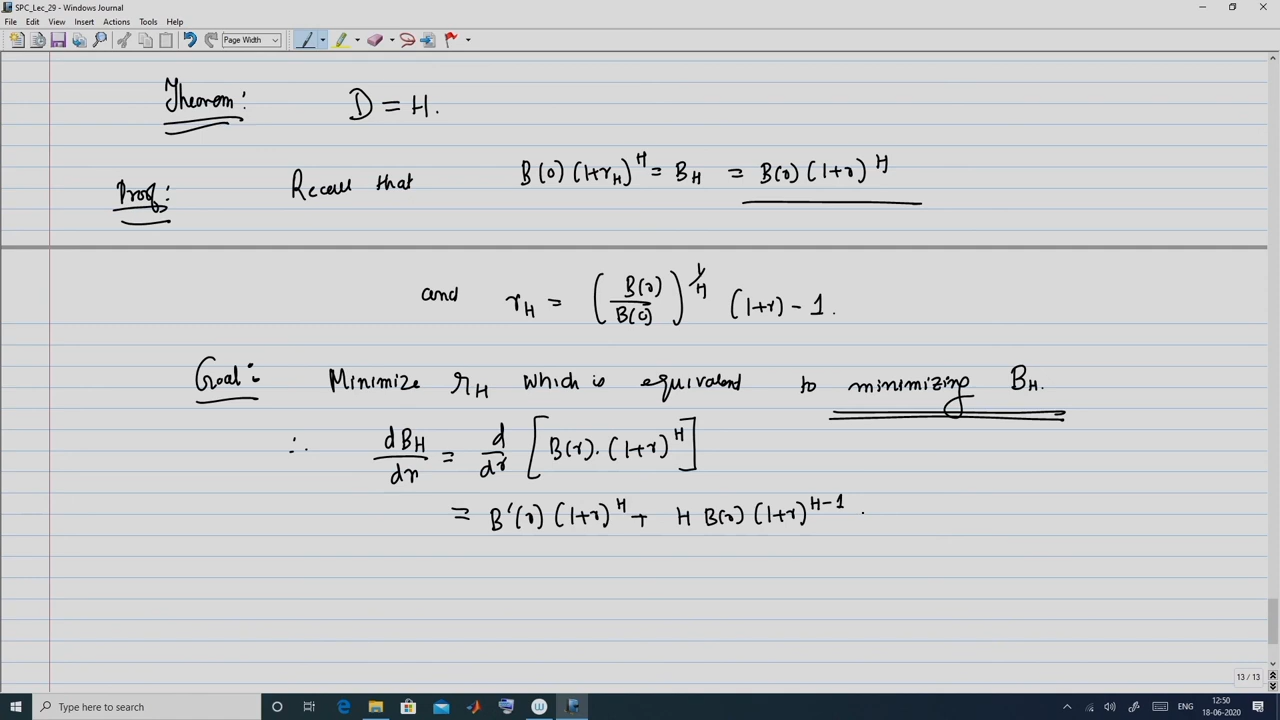 SPC_Lec_29 - Windows Journal
File Edit View Insert Actions Tools Help
Page Width
Theorem: D = H.
Proof: Recall that B(0) (1+r_H)^H = B_H = B(r) (1+r)^H
and r_H = (B(r)/B(0))^{1/H} (1+r) - 1.
Goal: Minimize r_H which is equivalent to minimizing B_H.
∴ dB_H/dr = d/dr [B(r). (1+r)^H]
= B'(r) (1+r)^H + H B(r) (1+r)^{H-1}.
13 / 13
Type here to search
12:50
18-06-2020